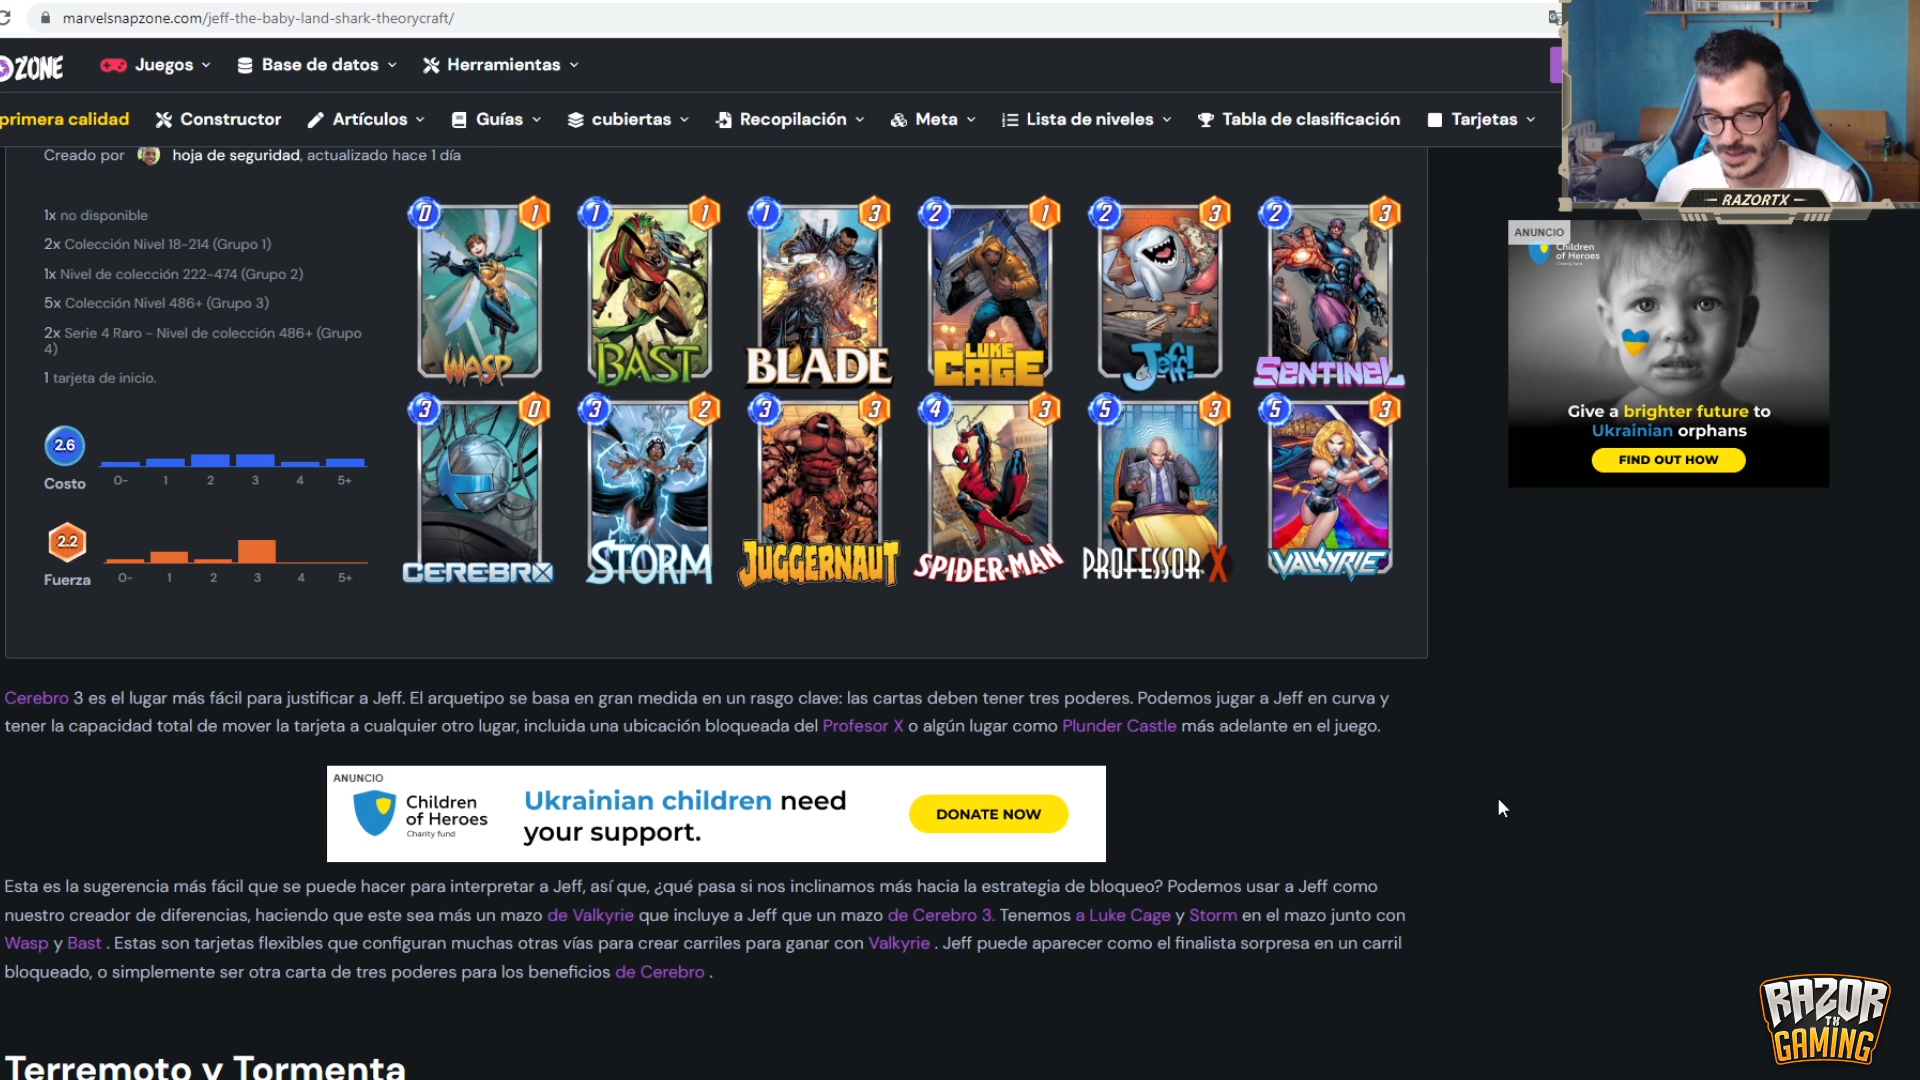 marvelsnapzone.com/jeff-the-baby-land-shark-theorycraft/
ZONE
Juegos
Base de datos
Herramientas
primera calidad
Constructor
Artículos
Guías
cubiertas
Recopilación
Meta
Lista de niveles
Tabla de clasificación
Tarjetas
RAZORTX
Creado por hoja de seguridad, actualizado hace 1 día
1x no disponible
2x Colección Nivel 18-214 (Grupo 1)
1x Nivel de colección 222-474 (Grupo 2)
5x Colección Nivel 486+ (Grupo 3)
2x Serie 4 Raro - Nivel de colección 486+ (Grupo
4)
1 tarjeta de inicio.
2.6
Costo
0- 1 2 3 4 5+
2.2
Fuerza
0- 1 2 3 4 5+
0 1 1 1 1 3 2 1 2 3 2 3
WASP BAST BLADE LUKE CAGE Jeff! SENTINEL
3 0 3 2 3 3 4 3 5 3 5 3
CEREBRO STORM JUGGERNAUT SPIDER-MAN PROFESSOR X VALKYRIE
ANUNCIO
Children
of Heroes
Charity fund
Give a brighter future to
Ukrainian orphans
FIND OUT HOW
Cerebro 3 es el lugar más fácil para justificar a Jeff. El arquetipo se basa en gran medida en un rasgo clave: las cartas deben tener tres poderes. Podemos jugar a Jeff en curva y
tener la capacidad total de mover la tarjeta a cualquier otro lugar, incluida una ubicación bloqueada del Profesor X o algún lugar como Plunder Castle más adelante en el juego.
ANUNCIO
Children
of Heroes
Charity fund
Ukrainian children need
your support.
DONATE NOW
Esta es la sugerencia más fácil que se puede hacer para interpretar a Jeff, así que, ¿qué pasa si nos inclinamos más hacia la estrategia de bloqueo? Podemos usar a Jeff como
nuestro creador de diferencias, haciendo que este sea más un mazo de Valkyrie que incluye a Jeff que un mazo de Cerebro 3. Tenemos a Luke Cage y Storm en el mazo junto con
Wasp y Bast . Estas son tarjetas flexibles que configuran muchas otras vías para crear carriles para ganar con Valkyrie . Jeff puede aparecer como el finalista sorpresa en un carril
bloqueado, o simplemente ser otra carta de tres poderes para los beneficios de Cerebro .
Terremoto y Tormenta
RAZOR
TX
GAMING